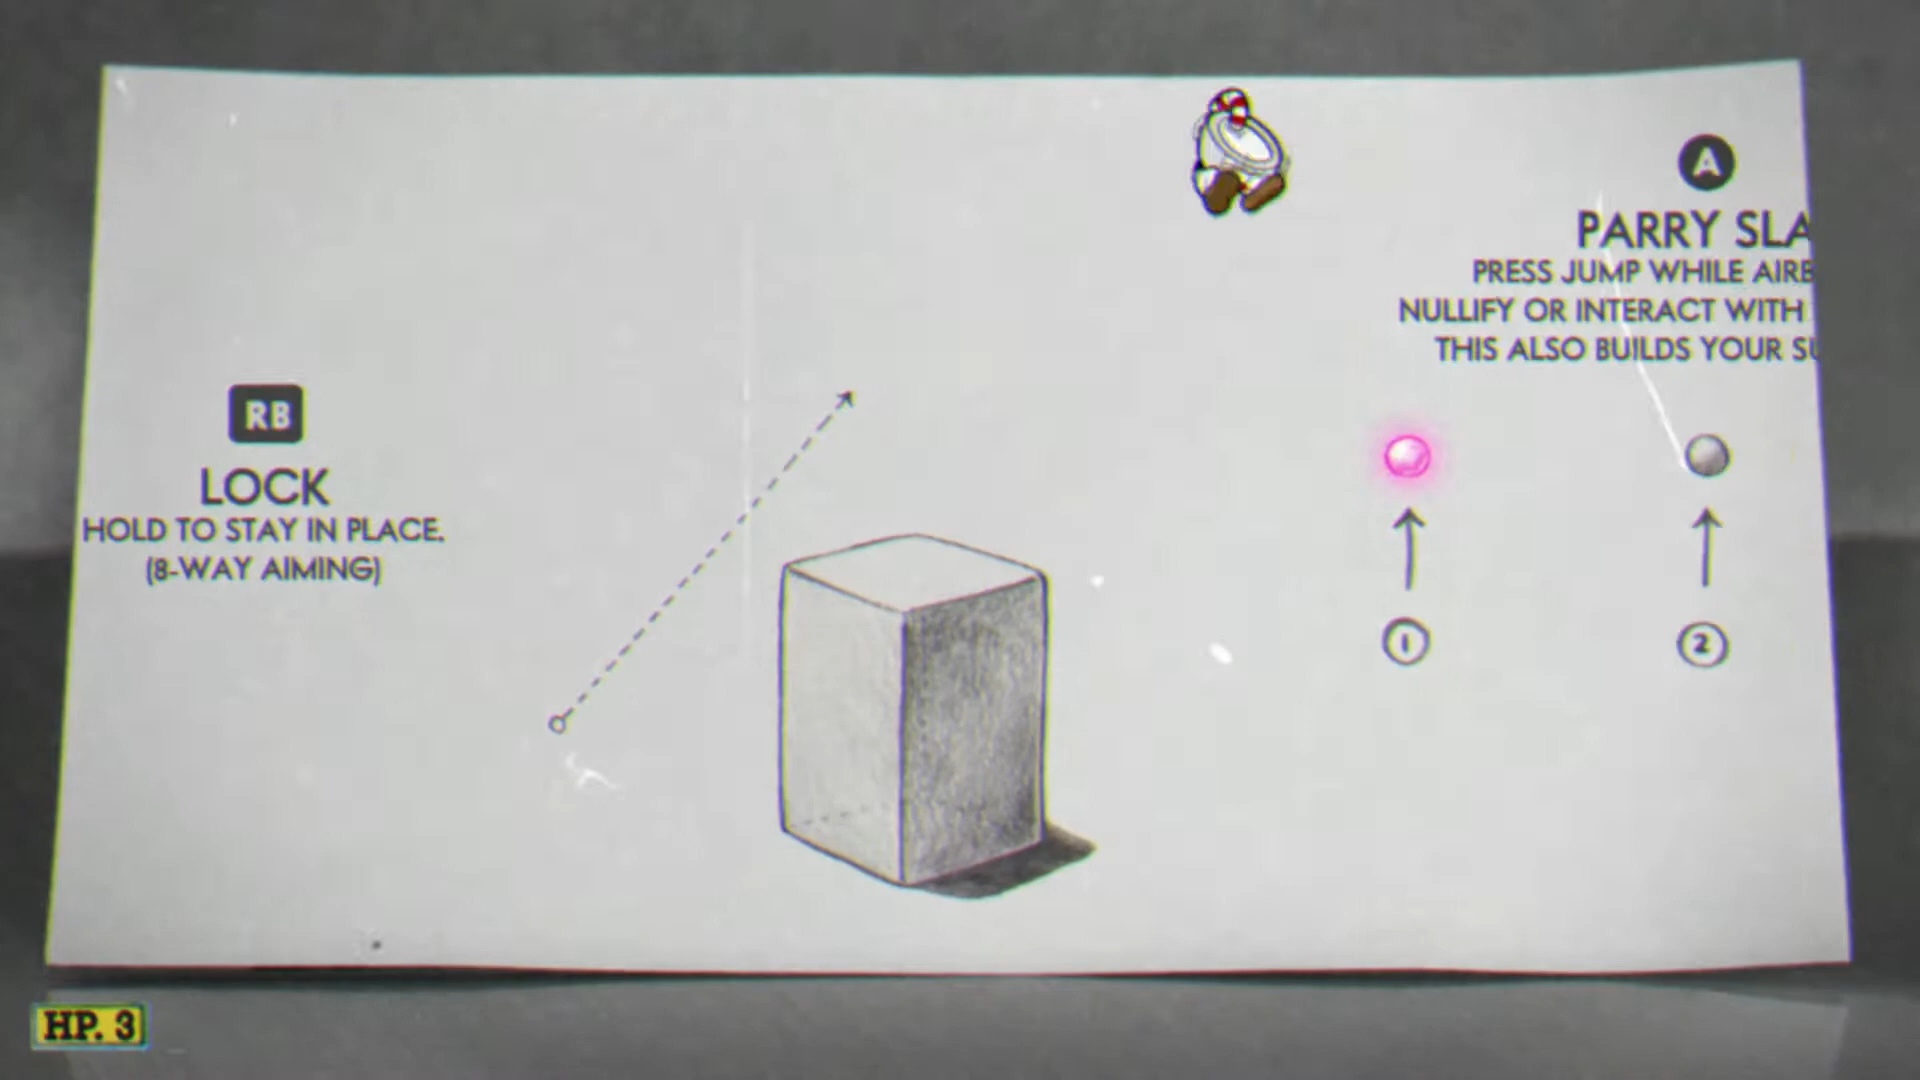 RB
LOCK
HOLD TO STAY IN PLACE.
(8-WAY AIMING)
A
PARRY SLA
PRESS JUMP WHILE AIRB
NULLIFY OR INTERACT WITH
THIS ALSO BUILDS YOUR SU
1
2
HP. 3